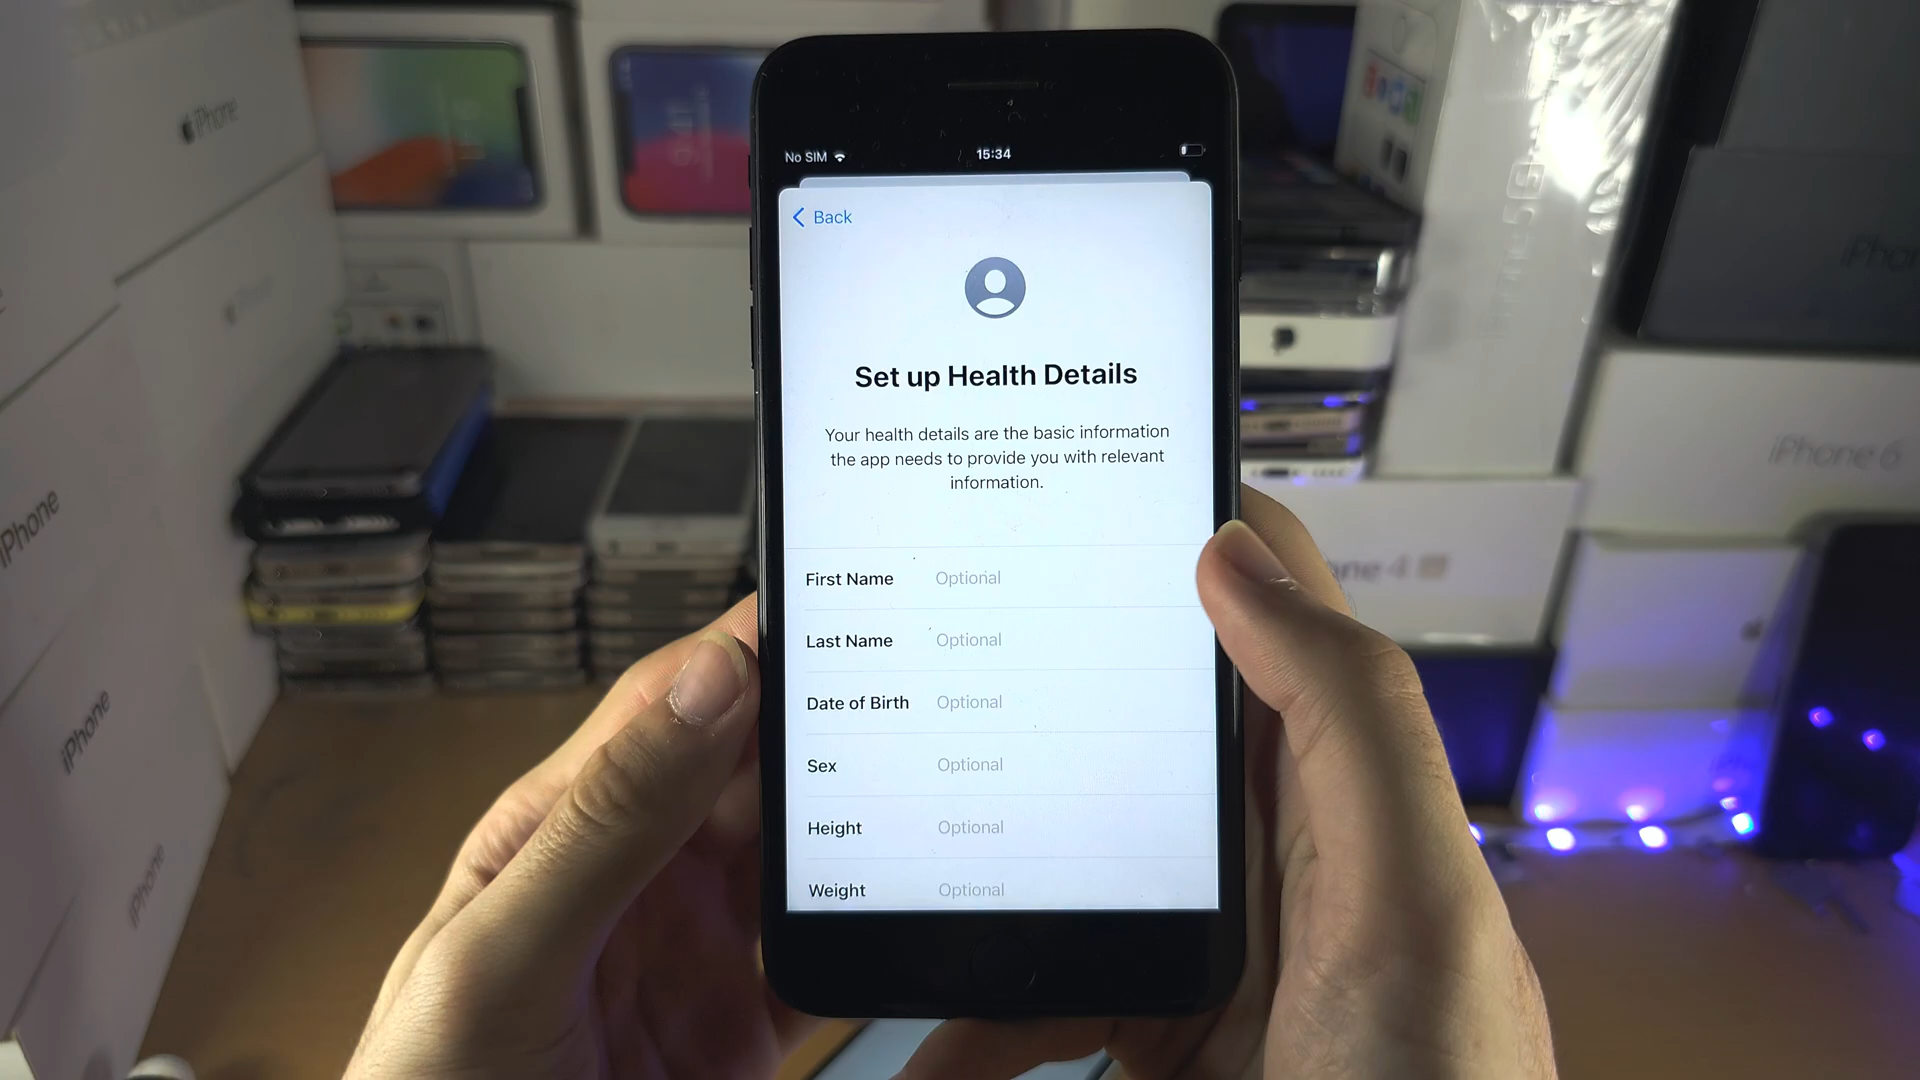 iPhone
iPhone
iPhone
iPhone
No SIM
15:34
Back
Set up Health Details
Your health details are the basic information
the app needs to provide you with relevant
information.
First Name Optional
Last Name Optional
Date of Birth Optional
Sex Optional
Height Optional
Weight Optional
iPhone 6